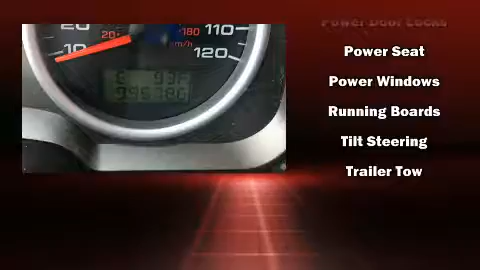 Power Door Locks
Power Seat
Power Windows
Running Boards
Tilt Steering
Trailer Tow
20
10
20
180
110
km/h
120